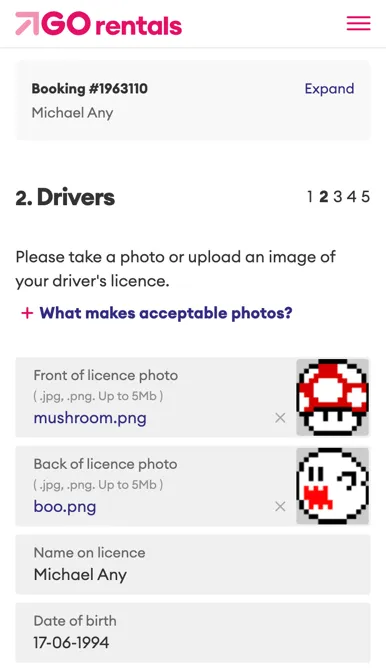 GO rentals
Booking #1963110 Expand
Michael Any
2. Drivers 1 2 3 4 5
Please take a photo or upload an image of
your driver's licence.
+ What makes acceptable photos?
Front of licence photo
( .jpg, .png. Up to 5Mb )
mushroom.png ×
Back of licence photo
( .jpg, .png. Up to 5Mb )
boo.png ×
Name on licence
Michael Any
Date of birth
17-06-1994